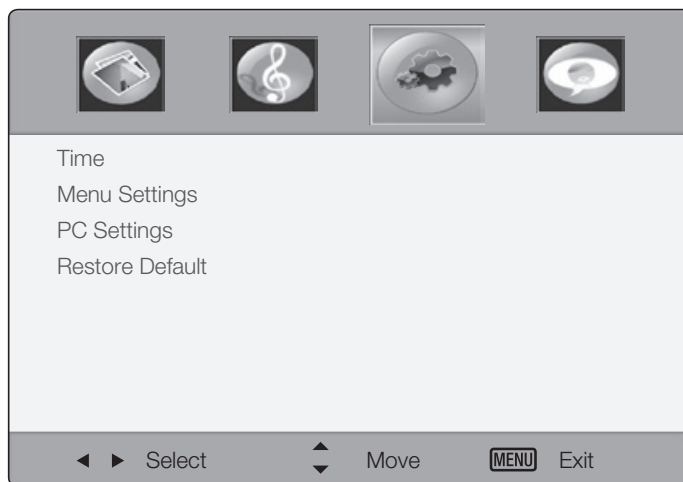 Time
Menu Settings
PC Settings
Restore Default
Select Move MENU Exit